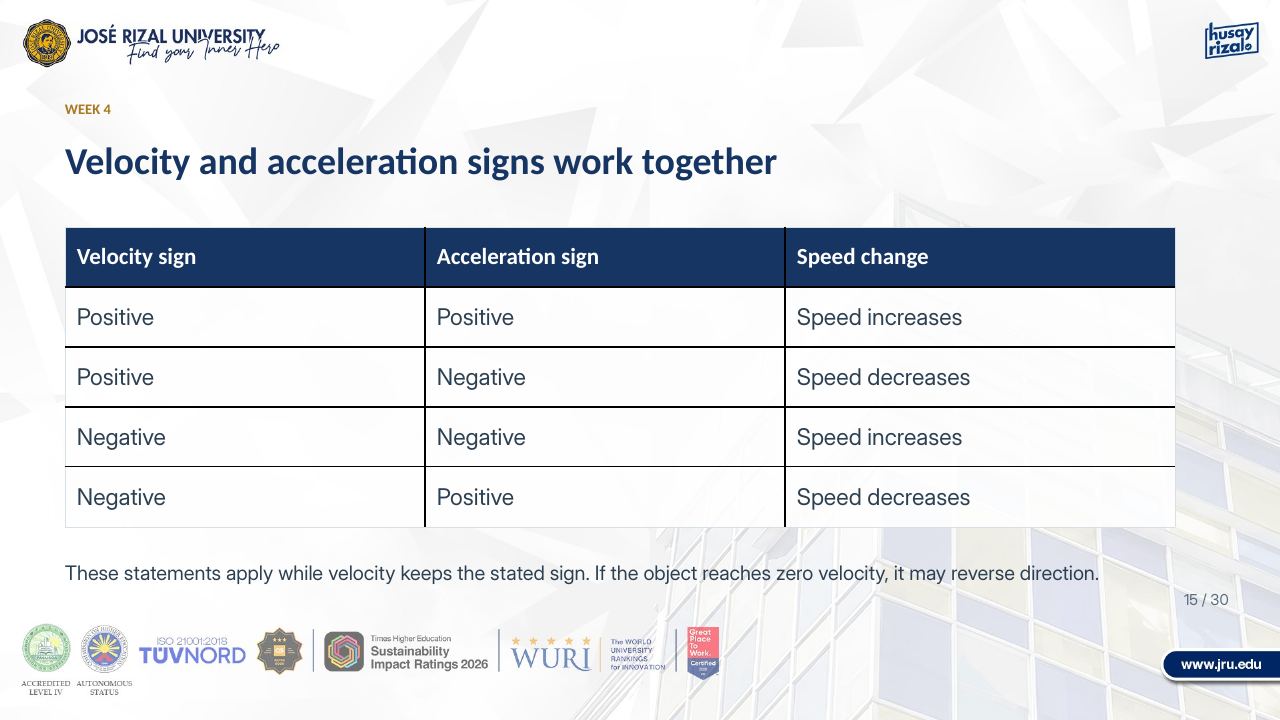 JOSÉ RIZAL UNIVERSITY
Find your Inner Hero
husay
rizal
WEEK 4
Velocity and acceleration signs work together
Velocity sign Acceleration sign Speed change
Positive Positive Speed increases
Positive Negative Speed decreases
Negative Negative Speed increases
Negative Positive Speed decreases
These statements apply while velocity keeps the stated sign. If the object reaches zero velocity, it may reverse direction.
15 / 30
ISO 21001:2018
TÜVNORD
Times Higher Education
Sustainability
Impact Ratings 2026
WURI
The WORLD
UNIVERSITY
RANKINGS
for INNOVATION
Great
Place
To
Work.
Certified
ACCREDITED
LEVEL IV
AUTONOMOUS
STATUS
www.jru.edu